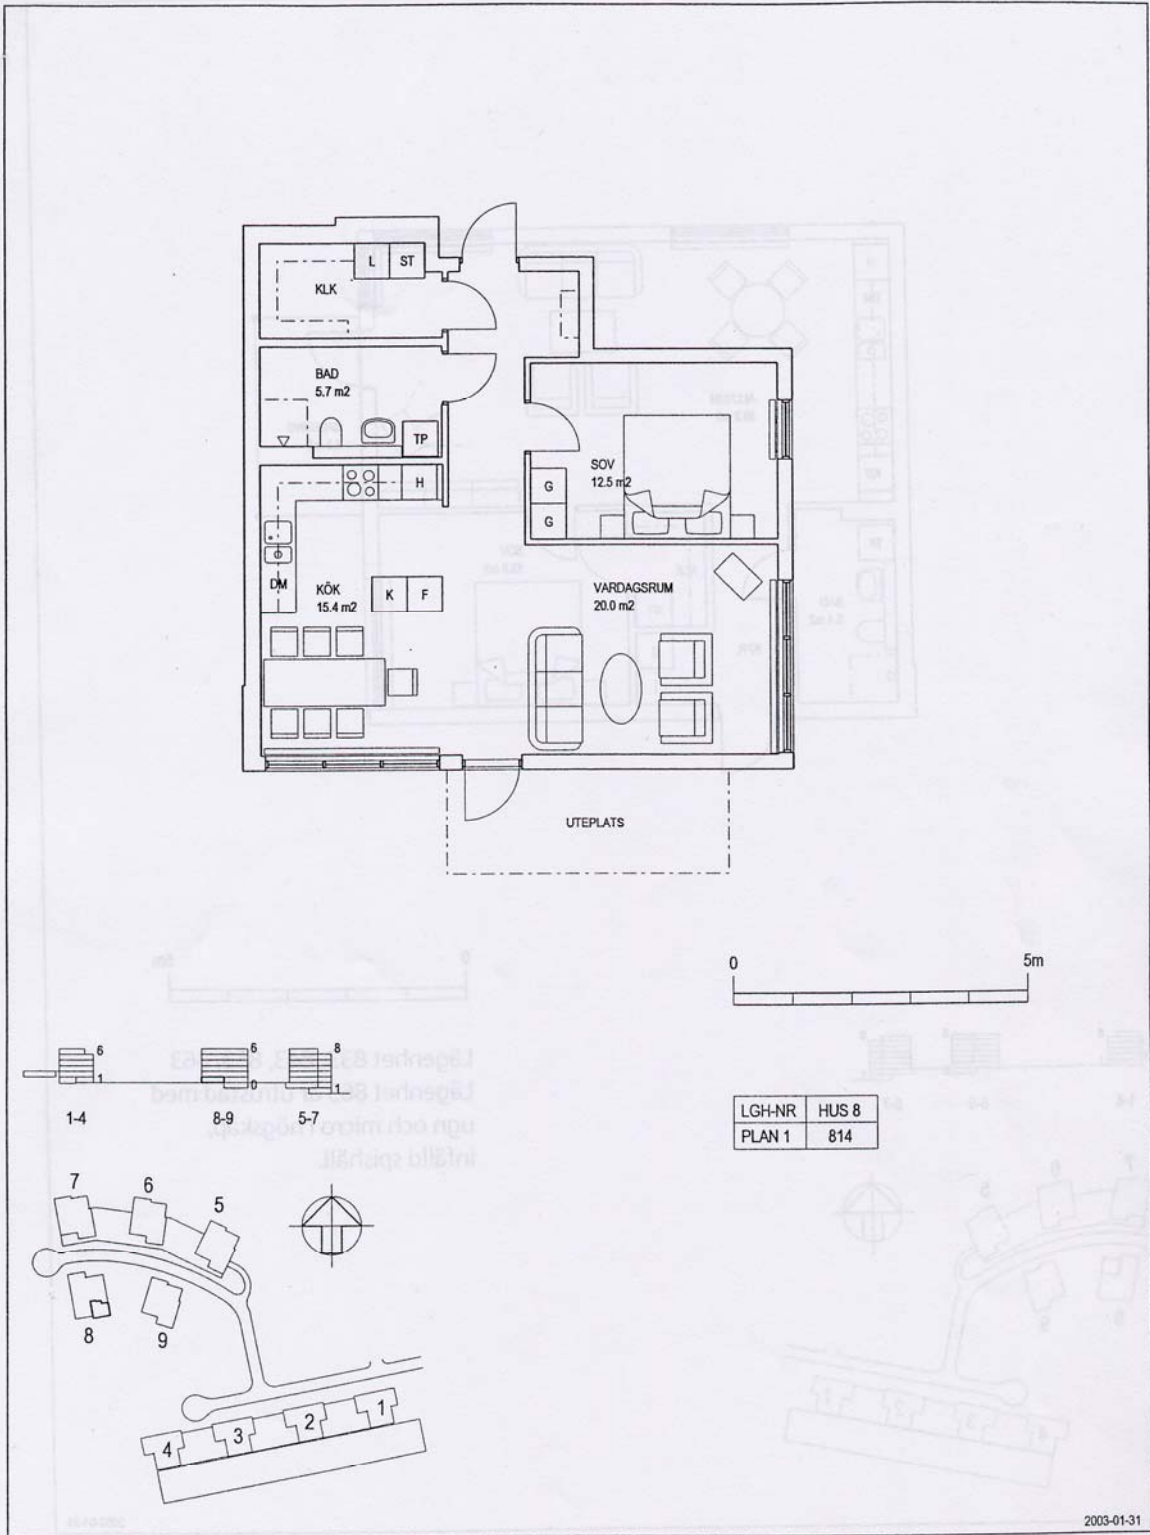 L ST
KLK
BAD
5.7 m2
TP
SOV
12.5 m2
H
G
G
DM
KÖK
15.4 m2
K F
VARDAGSRUM
20.0 m2
UTEPLATS
0 5m
6
1
6
0
8
1
1-4 8-9 5-7
LGH-NR HUS 8
PLAN 1 814
7
6
5
8
9
1
2
3
4
2003-01-31